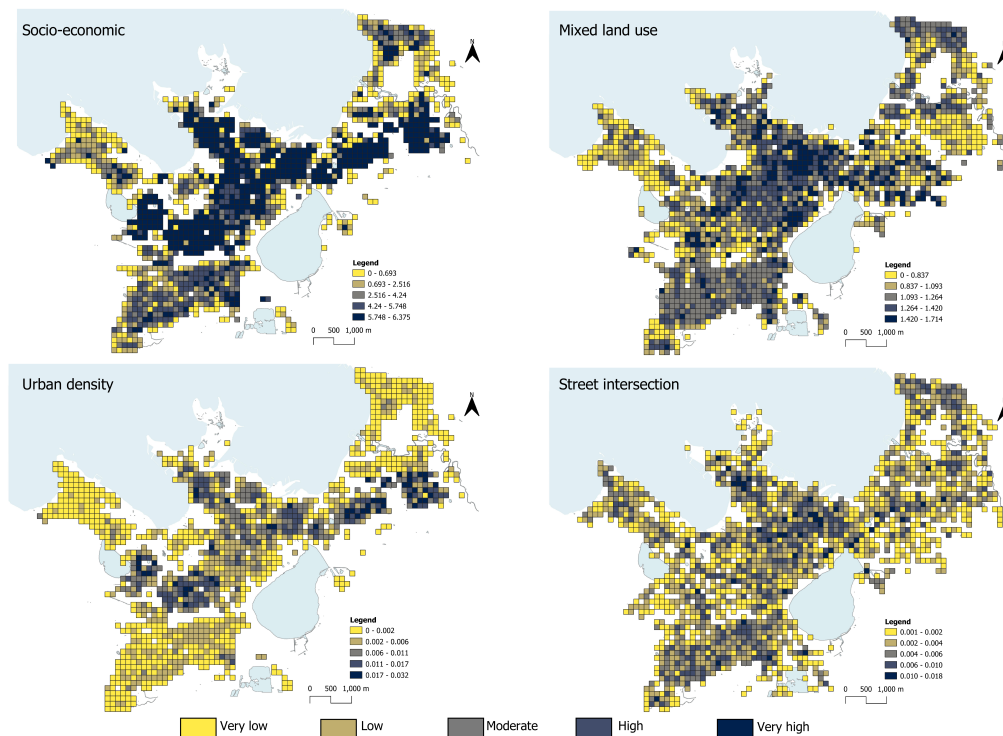 Socio-economic
N
Legend
0 - 0.693
0.693 - 2.516
2.516 - 4.24
4.24 - 5.748
5.748 - 6.375
0 500 1,000 m
Mixed land use
Legend
0 - 0.837
0.837 - 1.093
1.093 - 1.264
1.264 - 1.420
1.420 - 1.714
0 500 1,000 m
Urban density
N
Legend
0 - 0.002
0.002 - 0.006
0.006 - 0.011
0.011 - 0.017
0.017 - 0.032
0 500 1,000 m
Street intersection
Legend
0.001 - 0.002
0.002 - 0.004
0.004 - 0.006
0.006 - 0.010
0.010 - 0.018
0 500 1,000 m
Very low Low Moderate High Very high